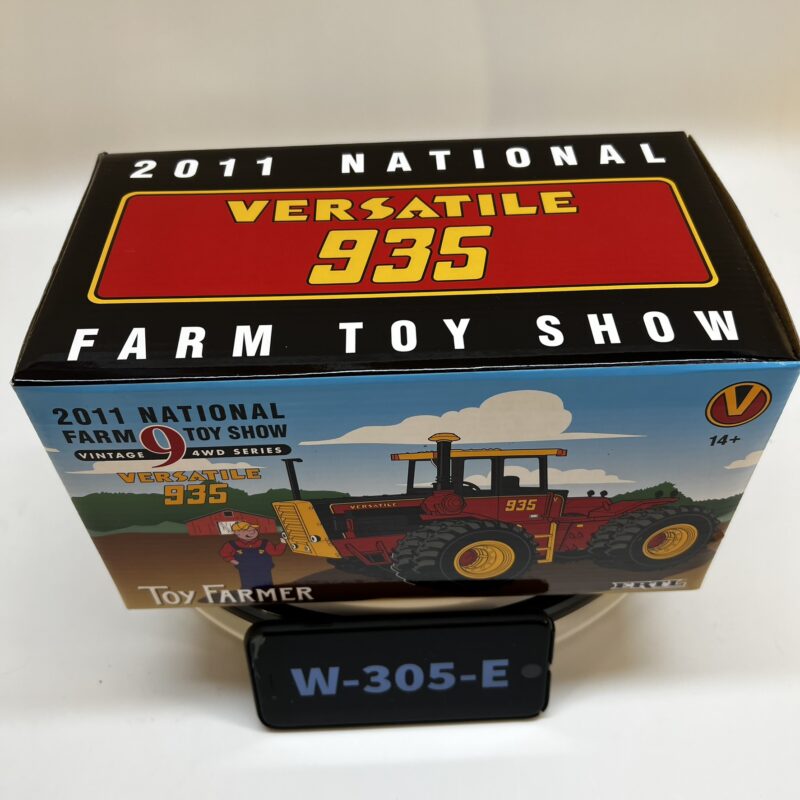 2011 NATIONAL
VERSATILE
935
FARM TOY SHOW
2011 NATIONAL
FARM 9 TOY SHOW
VINTAGE 4WD SERIES
VERSATILE
935
V
14+
VERSATILE
935
TOY FARMER
ERTL
W-305-E